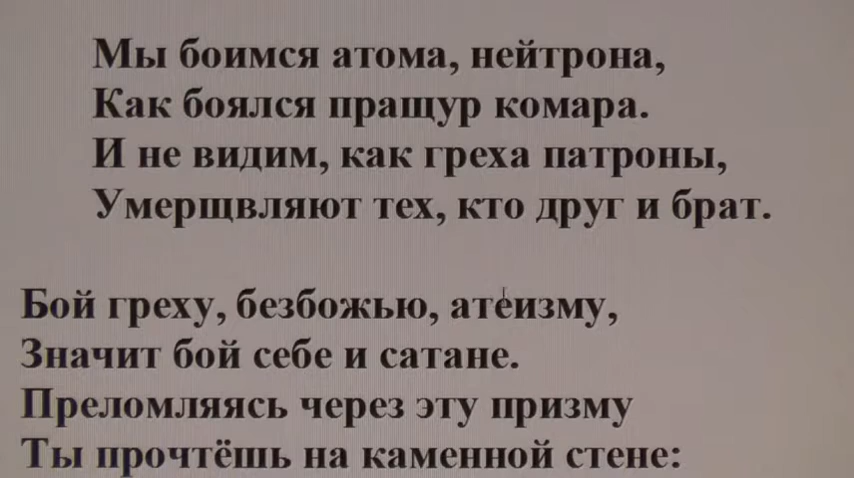 Мы боимся атома, нейтрона,
Как боялся пращур комара.
И не видим, как греха патроны,
Умерщвляют тех, кто друг и брат.
Бой греху, безбожью, атеизму,
Значит бой себе и сатане.
Преломляясь через эту призму
Ты прочтёшь на каменной стене: